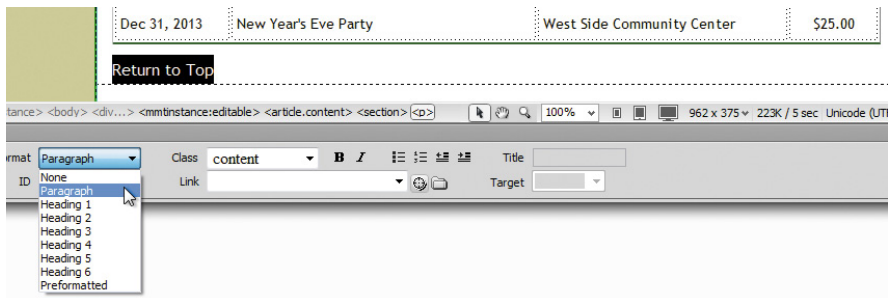 Dec 31, 2013 New Year's Eve Party West Side Community Center $25.00
Return to Top
tance> <body> <div...> <mmtinstance:editable> <article.content> <section> <p> 100% 962 x 375 223K / 5 sec Unicode (UTF
ormat Paragraph Class content B I Title
ID Link Target
None
Paragraph
Heading 1
Heading 2
Heading 3
Heading 4
Heading 5
Heading 6
Preformatted